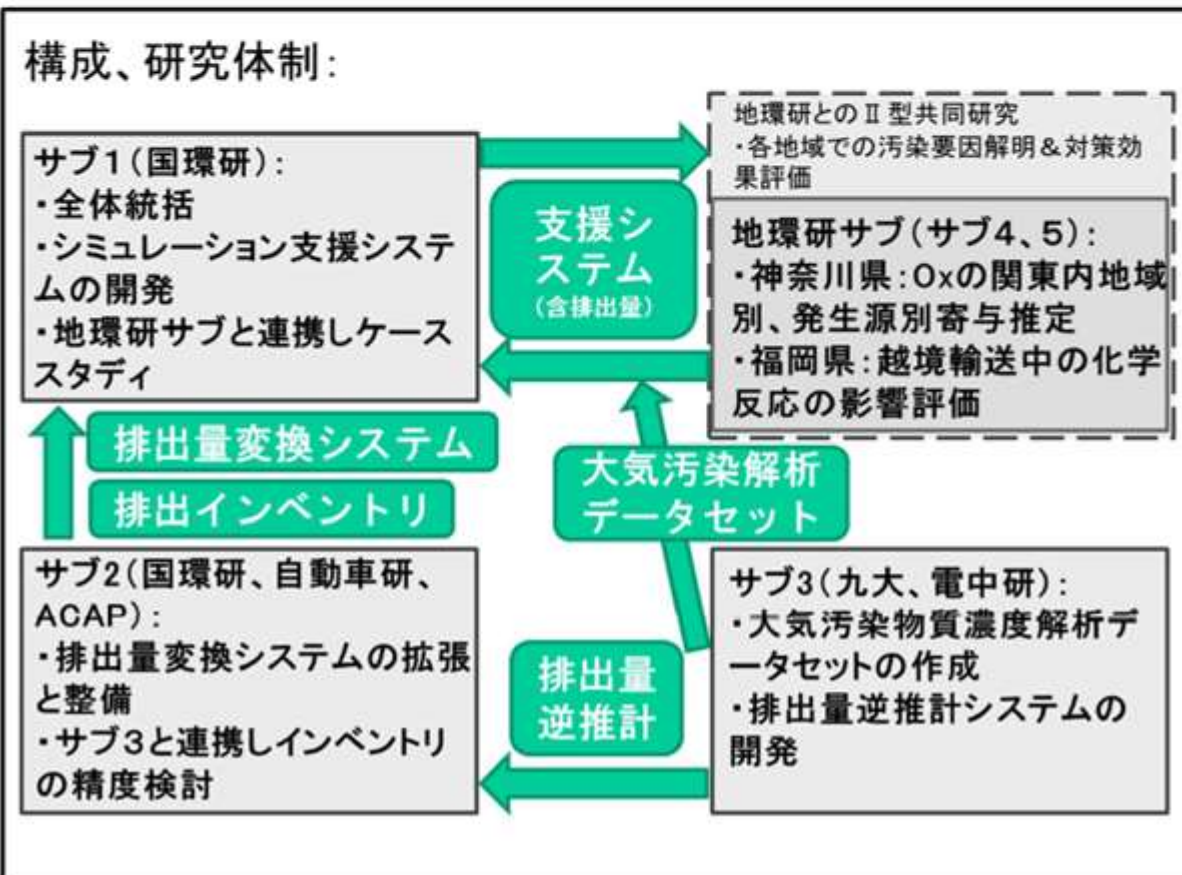 構成、研究体制:
サブ1(国環研):
・全体統括
・シミュレーション支援システ
ムの開発
・地環研サブと連携しケース
スタディ
支援シ
ステム
(含排出量)
地環研とのⅡ型共同研究
・各地域での汚染要因解明&対策効
果評価
地環研サブ(サブ4、5):
・神奈川県:Oxの関東内地域
別、発生源別寄与推定
・福岡県:越境輸送中の化学
反応の影響評価
排出量変換システム
排出インベントリ
大気汚染解析
データセット
サブ2(国環研、自動車研、
ACAP):
・排出量変換システムの拡張
と整備
・サブ3と連携しインベントリ
の精度検討
排出量
逆推計
サブ3(九大、電中研):
・大気汚染物質濃度解析デ
ータセットの作成
・排出量逆推計システムの
開発